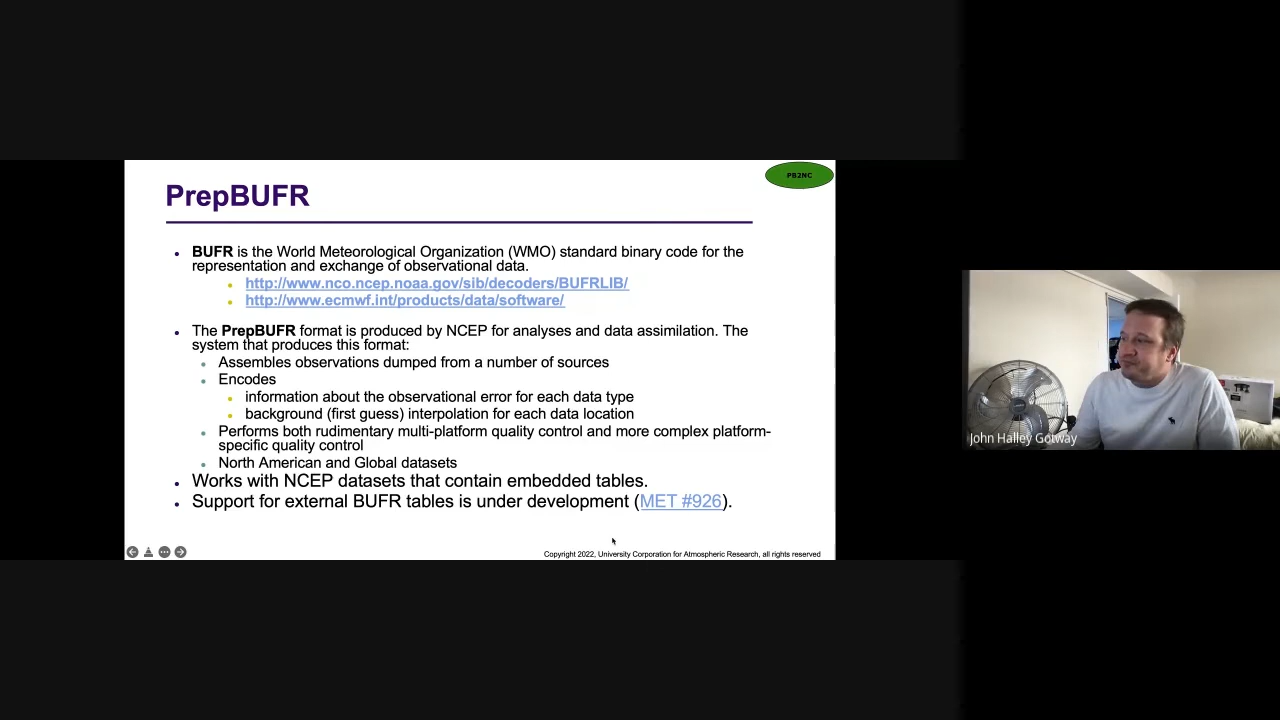 PB2NC
PrepBUFR
BUFR is the World Meteorological Organization (WMO) standard binary code for the
representation and exchange of observational data.
http://www.nco.ncep.noaa.gov/sib/decoders/BUFRLIB/
http://www.ecmwf.int/products/data/software/
The PrepBUFR format is produced by NCEP for analyses and data assimilation. The
system that produces this format:
Assembles observations dumped from a number of sources
Encodes
information about the observational error for each data type
background (first guess) interpolation for each data location
Performs both rudimentary multi-platform quality control and more complex platform-
specific quality control
North American and Global datasets
Works with NCEP datasets that contain embedded tables.
Support for external BUFR tables is under development (MET #926).
Copyright 2022, University Corporation for Atmospheric Research, all rights reserved
John Halley Gotway